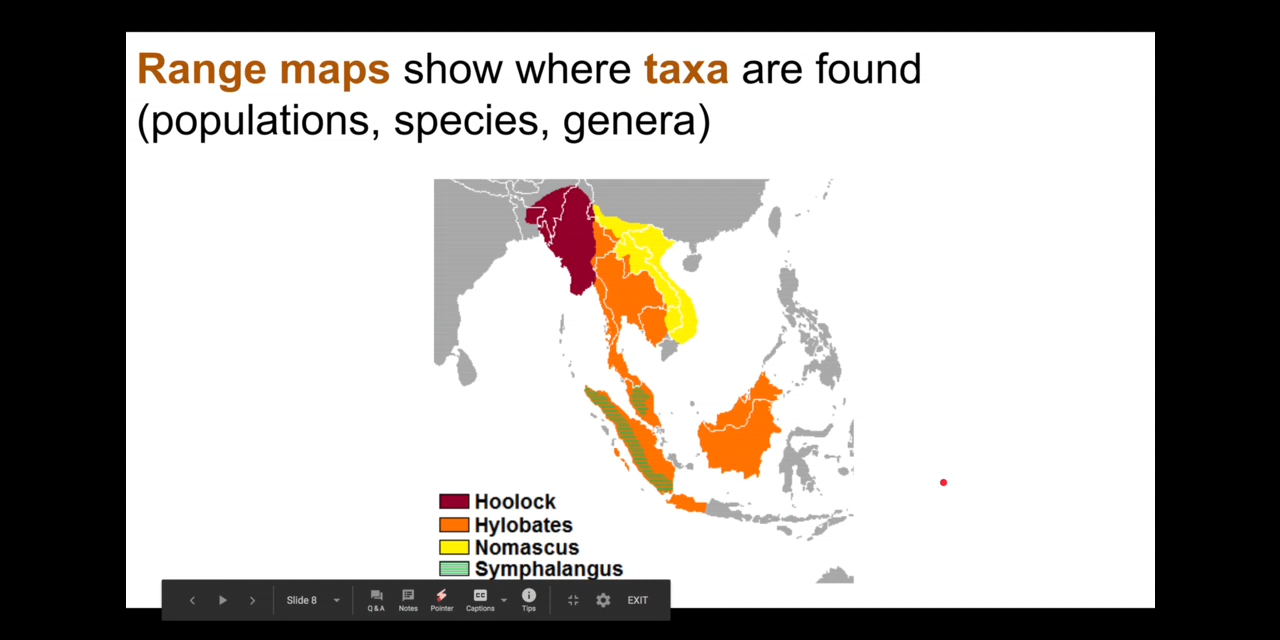 Range maps show where taxa are found
(populations, species, genera)
Hoolock
Hylobates
Nomascus
Symphalangus
Slide 8
Q & A
Notes
Pointer
CC
Captions
Tips
EXIT